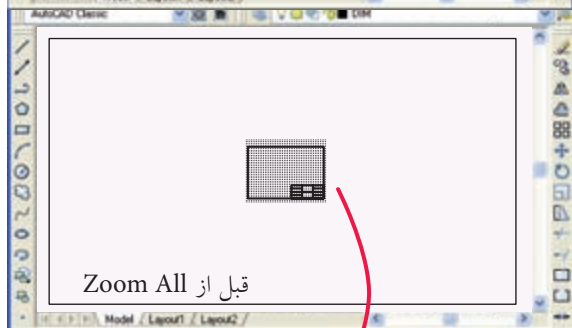 AutoCAD Classic
DIM
قبل از Zoom All
Model / Layout1 / Layout2 /